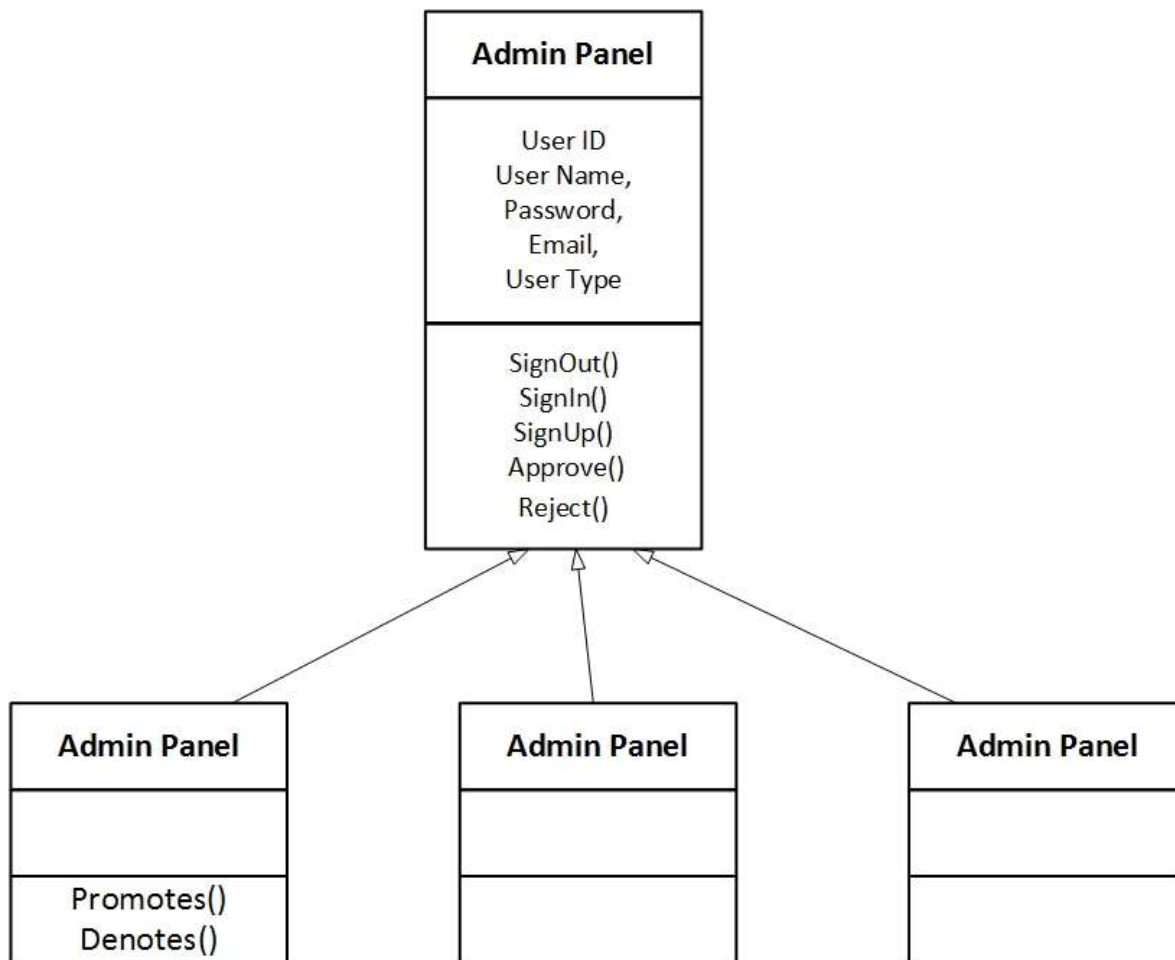 Admin Panel
User ID
User Name,
Password,
Email,
User Type
SignOut()
SignIn()
SignUp()
Approve()
Reject()
Admin Panel
Promotes()
Denotes()
Admin Panel
Admin Panel